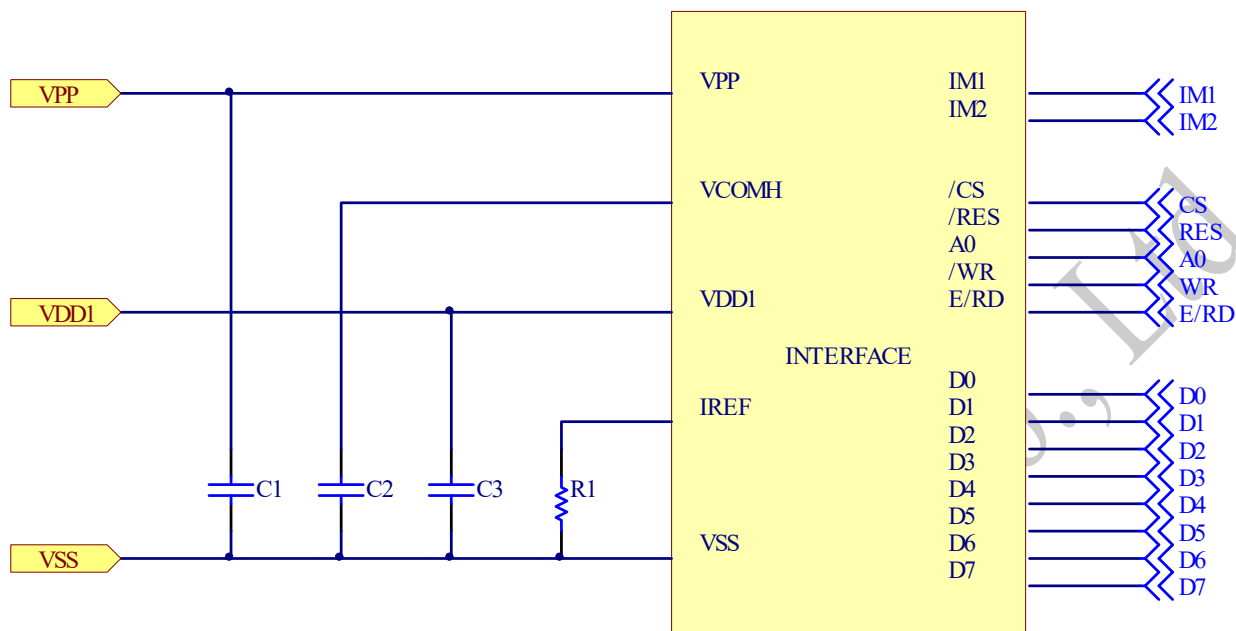 VPP
VDD1
VSS
C1
C2
C3
R1
VPP
VCOMH
VDD1
IREF
VSS
INTERFACE
IM1
IM2
/CS
/RES
A0
/WR
E/RD
D0
D1
D2
D3
D4
D5
D6
D7
IM1
IM2
CS
RES
A0
WR
E/RD
D0
D1
D2
D3
D4
D5
D6
D7
., Ltd